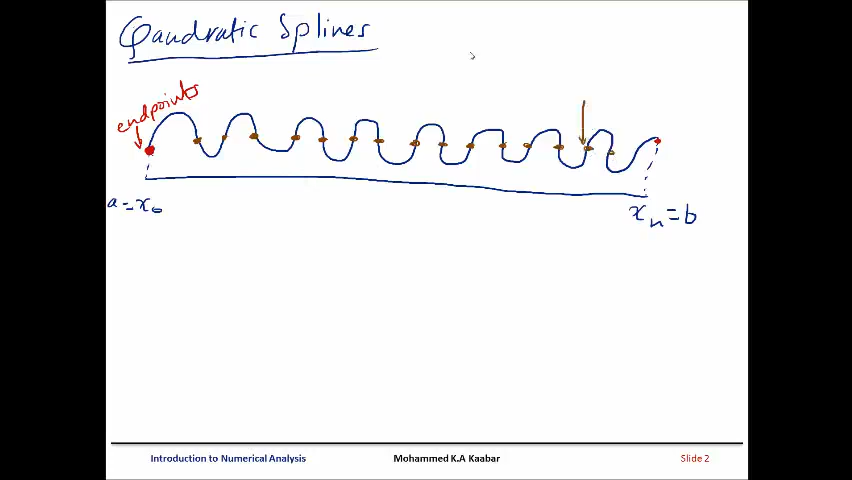 Qaudratic Splines
endpoints
a = x₀
xₙ = b
Introduction to Numerical Analysis
Mohammed K.A Kaabar
Slide 2